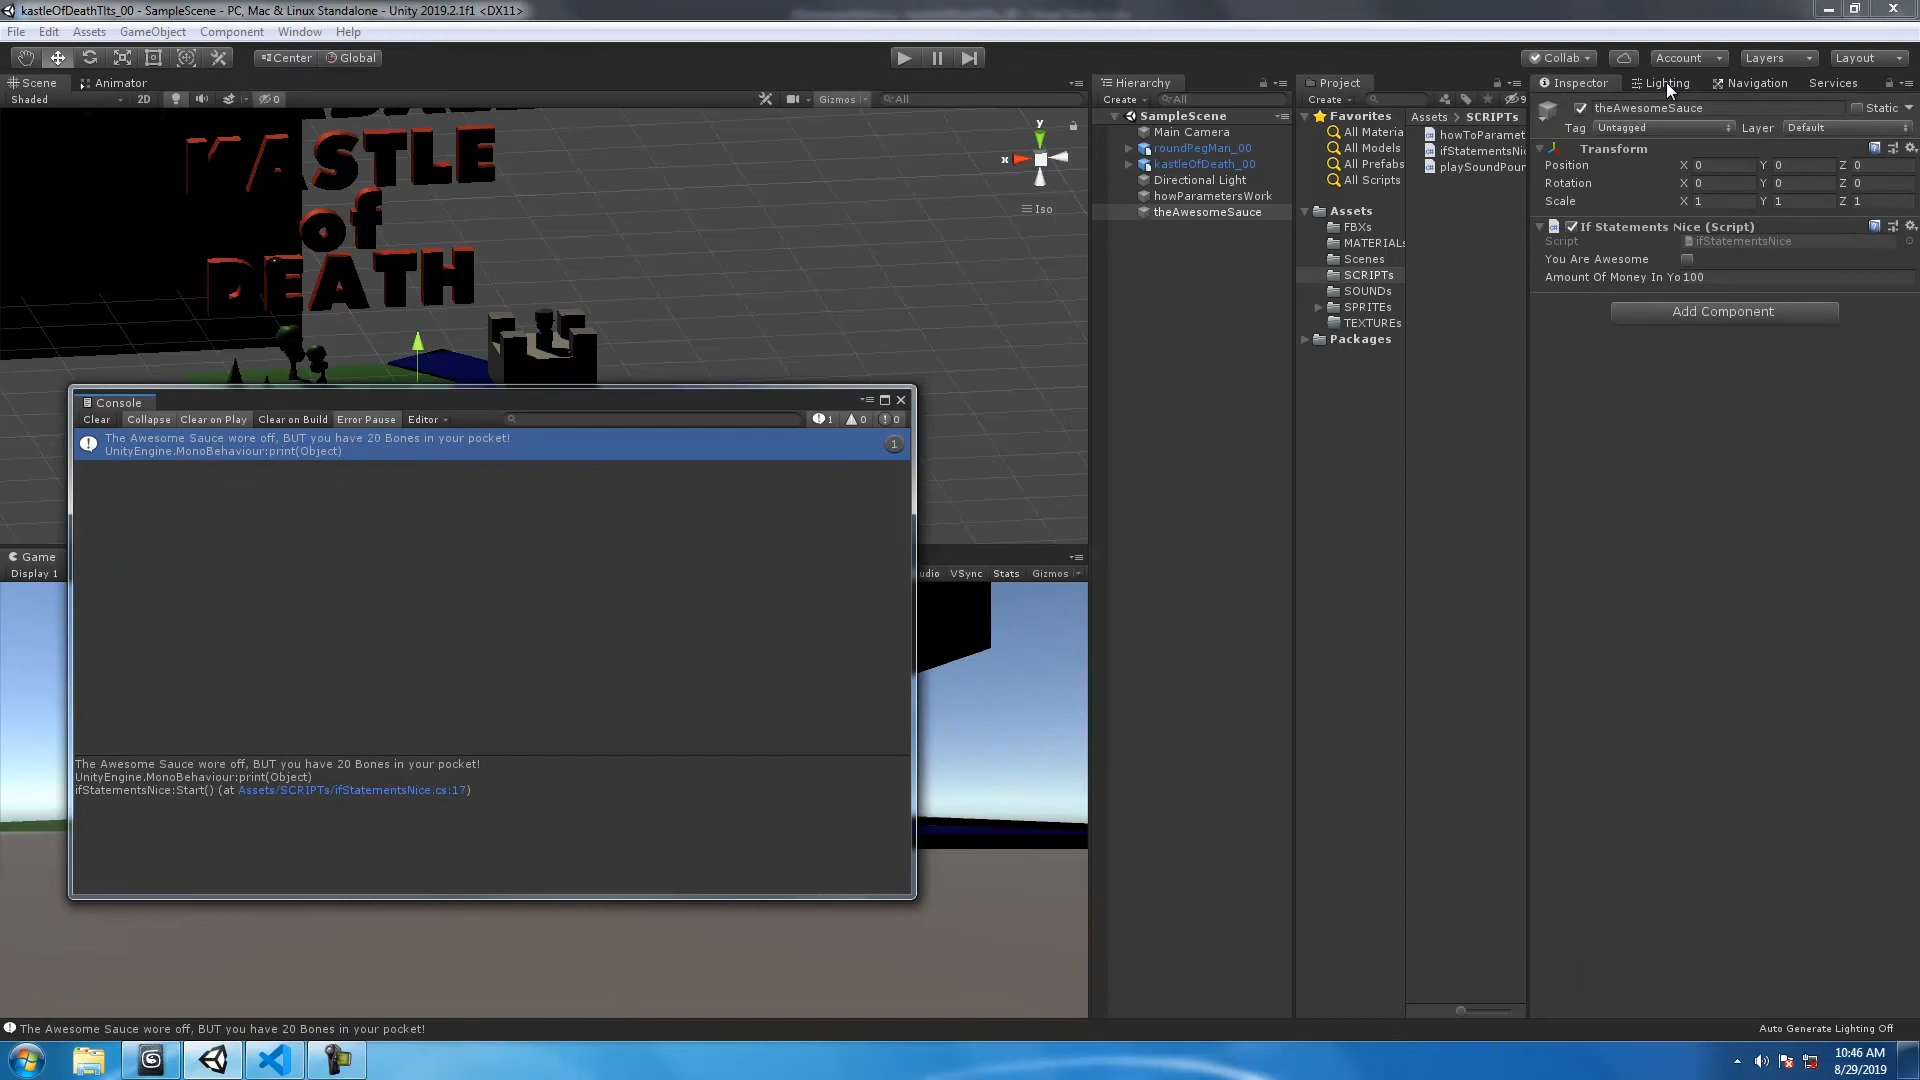 kastleOfDeathTlts_00 - SampleScene - PC, Mac & Linux Standalone - Unity 2019.2.1f1 <DX11>
File Edit Assets GameObject Component Window Help
Center Global Collab Account Layers Layout
Scene Animator
Shaded 2D 0 Gizmos All
KASTLE
of
DEATH
y
x
Iso
Hierarchy
Create All
SampleScene
Main Camera
roundPegMan_00
kastleOfDeath_00
Directional Light
howParametersWork
theAwesomeSauce
Project
Create 9
Favorites
All Materia
All Models
All Prefabs
All Scripts
Assets
FBXs
MATERIALs
Scenes
SCRIPTs
SOUNDs
SPRITEs
TEXTUREs
Packages
Assets > SCRIPTs
howToParamet
ifStatementsNic
playSoundPour
Inspector Lighting Navigation Services
theAwesomeSauce Static
Tag Untagged Layer Default
Transform
Position X 0 Y 0 Z 0
Rotation X 0 Y 0 Z 0
Scale X 1 Y 1 Z 1
If Statements Nice (Script)
Script ifStatementsNice
You Are Awesome
Amount Of Money In Yo 100
Add Component
Console
Clear Collapse Clear on Play Clear on Build Error Pause Editor 1 0 0
The Awesome Sauce wore off, BUT you have 20 Bones in your pocket!
UnityEngine.MonoBehaviour:print(Object)
1
The Awesome Sauce wore off, BUT you have 20 Bones in your pocket!
UnityEngine.MonoBehaviour:print(Object)
ifStatementsNice:Start() (at Assets/SCRIPTs/ifStatementsNice.cs:17)
Game
Display 1 udio VSync Stats Gizmos
The Awesome Sauce wore off, BUT you have 20 Bones in your pocket!
Auto Generate Lighting Off
10:46 AM
8/29/2019